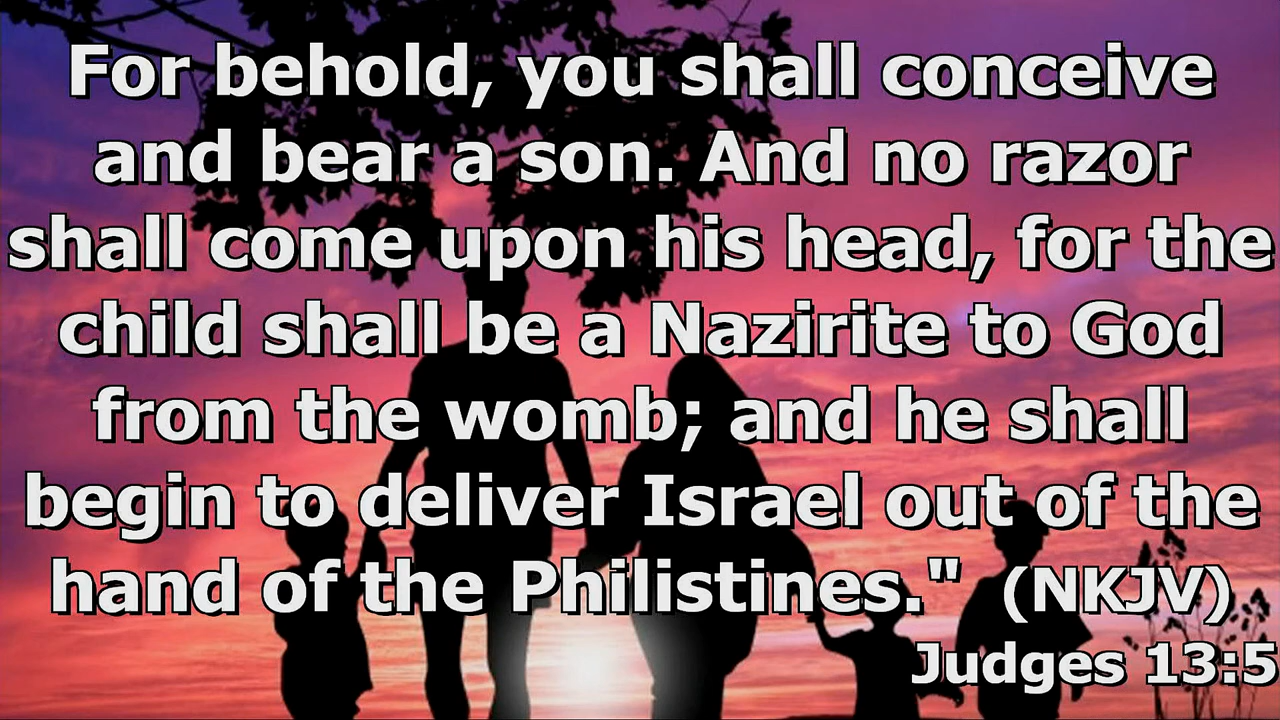 For behold, you shall conceive
and bear a son. And no razor
shall come upon his head, for the
child shall be a Nazirite to God
from the womb; and he shall
begin to deliver Israel out of the
hand of the Philistines." (NKJV)
Judges 13:5